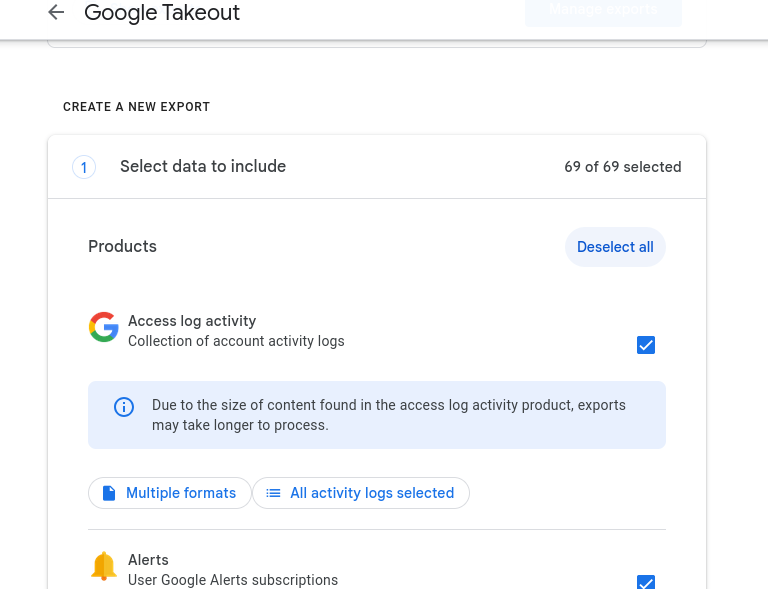 Google Takeout
Manage exports
CREATE A NEW EXPORT
1
Select data to include
69 of 69 selected
Products
Deselect all
Access log activity
Collection of account activity logs
Due to the size of content found in the access log activity product, exports
may take longer to process.
Multiple formats
All activity logs selected
Alerts
User Google Alerts subscriptions